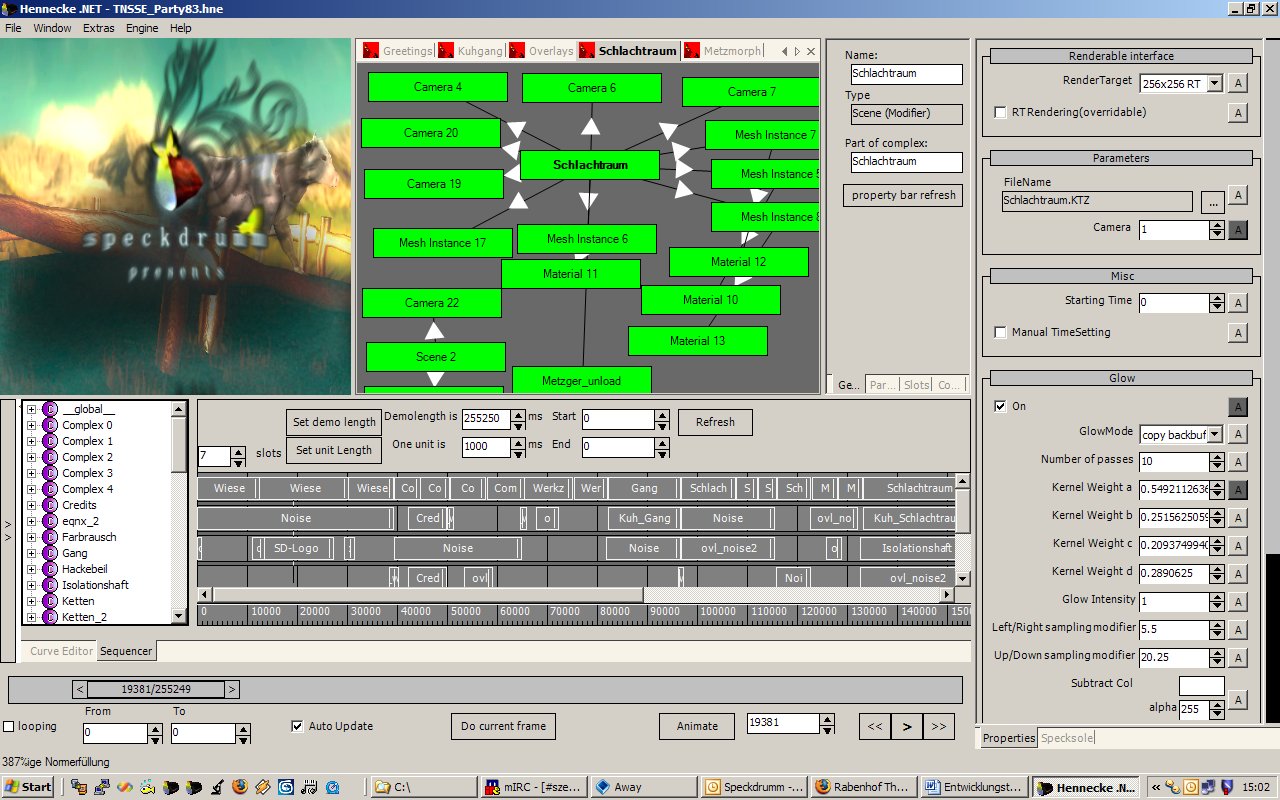 Hennecke .NET - TNSSE_Party83.hne
File Window Extras Engine Help
speckdrumm
presents
Greetings Kuhgang Overlays Schlachtraum Metzmorph
Camera 4
Camera 6
Camera 7
Camera 20
Mesh Instance 7
Schlachtraum
Camera 19
Mesh Instance 5
Mesh Instance 8
Mesh Instance 17
Mesh Instance 6
Material 11
Material 12
Camera 22
Material 10
Material 13
Scene 2
Metzger_unload
Name:
Schlachtraum
Type
Scene (Modifier)
Part of complex:
Schlachtraum
property bar refresh
Ge... Par... Slots Co...
Renderable interface
RenderTarget 256x256 RT A
RTRendering(overridable) A
Parameters
FileName
Schlachtraum.KTZ ... A
Camera 1 A
Misc
Starting Time 0 A
Manual TimeSetting A
Glow
On A
GlowMode copy backbuf A
Number of passes 10 A
Kernel Weight a 0.5492112636 A
Kernel Weight b 0.2515625059 A
Kernel Weight c 0.2093749940 A
Kernel Weight d 0.2890625 A
Glow Intensity 1 A
Left/Right sampling modifier 5.5 A
Up/Down sampling modifier 20.25 A
Subtract Col
alpha 255 A
Properties Specksole
> >
__global__
Complex 0
Complex 1
Complex 2
Complex 3
Complex 4
Credits
eqnx_2
Farbrausch
Gang
Hackebeil
Isolationshaft
Ketten
Ketten_2
7 slots
Set demo length Demolength is 255250 ms Start 0 Refresh
Set unit Length One unit is 1000 ms End 0
Wiese Wiese Wiese Co Co Co Com Werkz Wer Gang Schlach S S Sch M M Schlachtraum
Noise Cred o Kuh_Gang Noise ovl_no Kuh_Schlachtrau
SD-Logo Noise Noise ovl_noise2 o Isolationshaft
Cred ovl Noi ovl_noise2
0 10000 20000 30000 40000 50000 60000 70000 80000 90000 100000 110000 120000 130000 140000 1500
Curve Editor Sequencer
< 19381/255249 >
looping
From
0
To
0
Auto Update
Do current frame
Animate
19381
<< > >>
387%ige Nomerfüllung
Start C:\ mIRC - [#sze... Away Speckdrumm -... Rabenhof Th... Entwicklungst... Hennecke .N... « 15:02